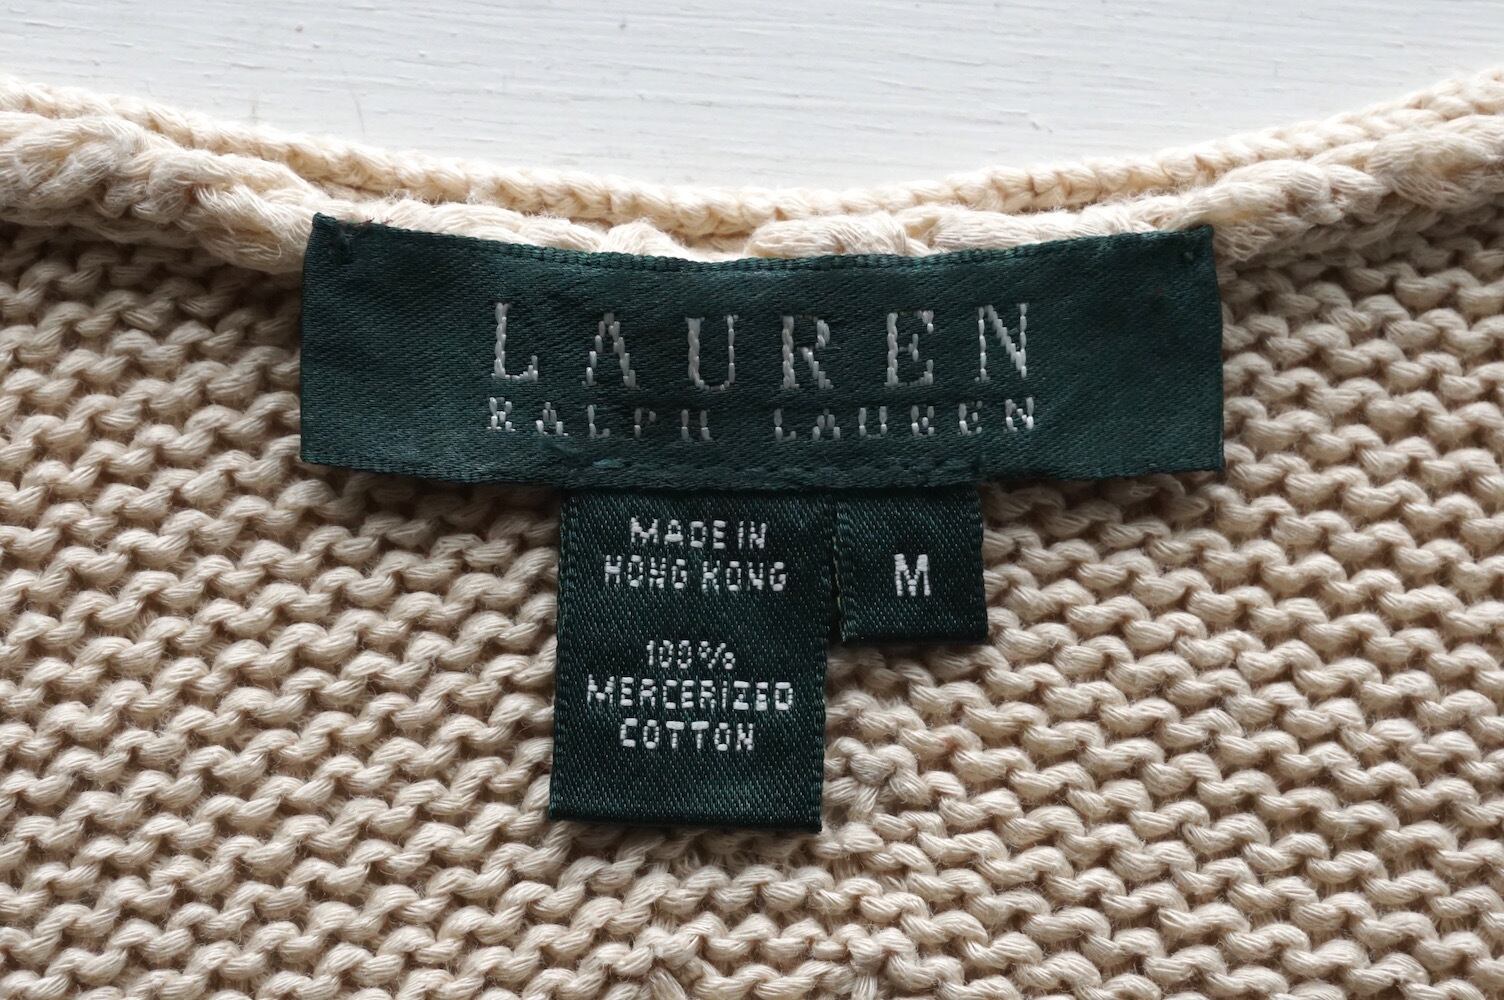 LAUREN
RALPH LAUREN
MADE IN
HONG KONG
M
100%
MERCERIZED
COTTON